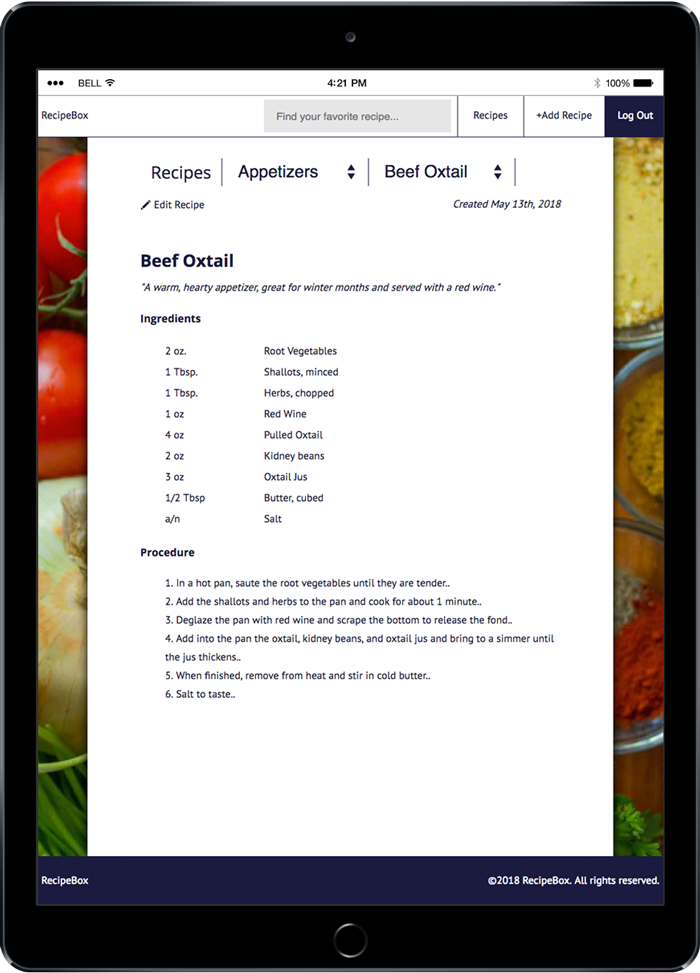 BELL 4:21 PM 100%
RecipeBox Find your favorite recipe... Recipes +Add Recipe Log Out
Recipes Appetizers Beef Oxtail
Edit Recipe Created May 13th, 2018
Beef Oxtail
"A warm, hearty appetizer, great for winter months and served with a red wine."
Ingredients
2 oz. Root Vegetables
1 Tbsp. Shallots, minced
1 Tbsp. Herbs, chopped
1 oz Red Wine
4 oz Pulled Oxtail
2 oz Kidney beans
3 oz Oxtail Jus
1/2 Tbsp Butter, cubed
a/n Salt
Procedure
1. In a hot pan, saute the root vegetables until they are tender..
2. Add the shallots and herbs to the pan and cook for about 1 minute..
3. Deglaze the pan with red wine and scrape the bottom to release the fond..
4. Add into the pan the oxtail, kidney beans, and oxtail jus and bring to a simmer until
the jus thickens..
5. When finished, remove from heat and stir in cold butter..
6. Salt to taste..
RecipeBox ©2018 RecipeBox. All rights reserved.